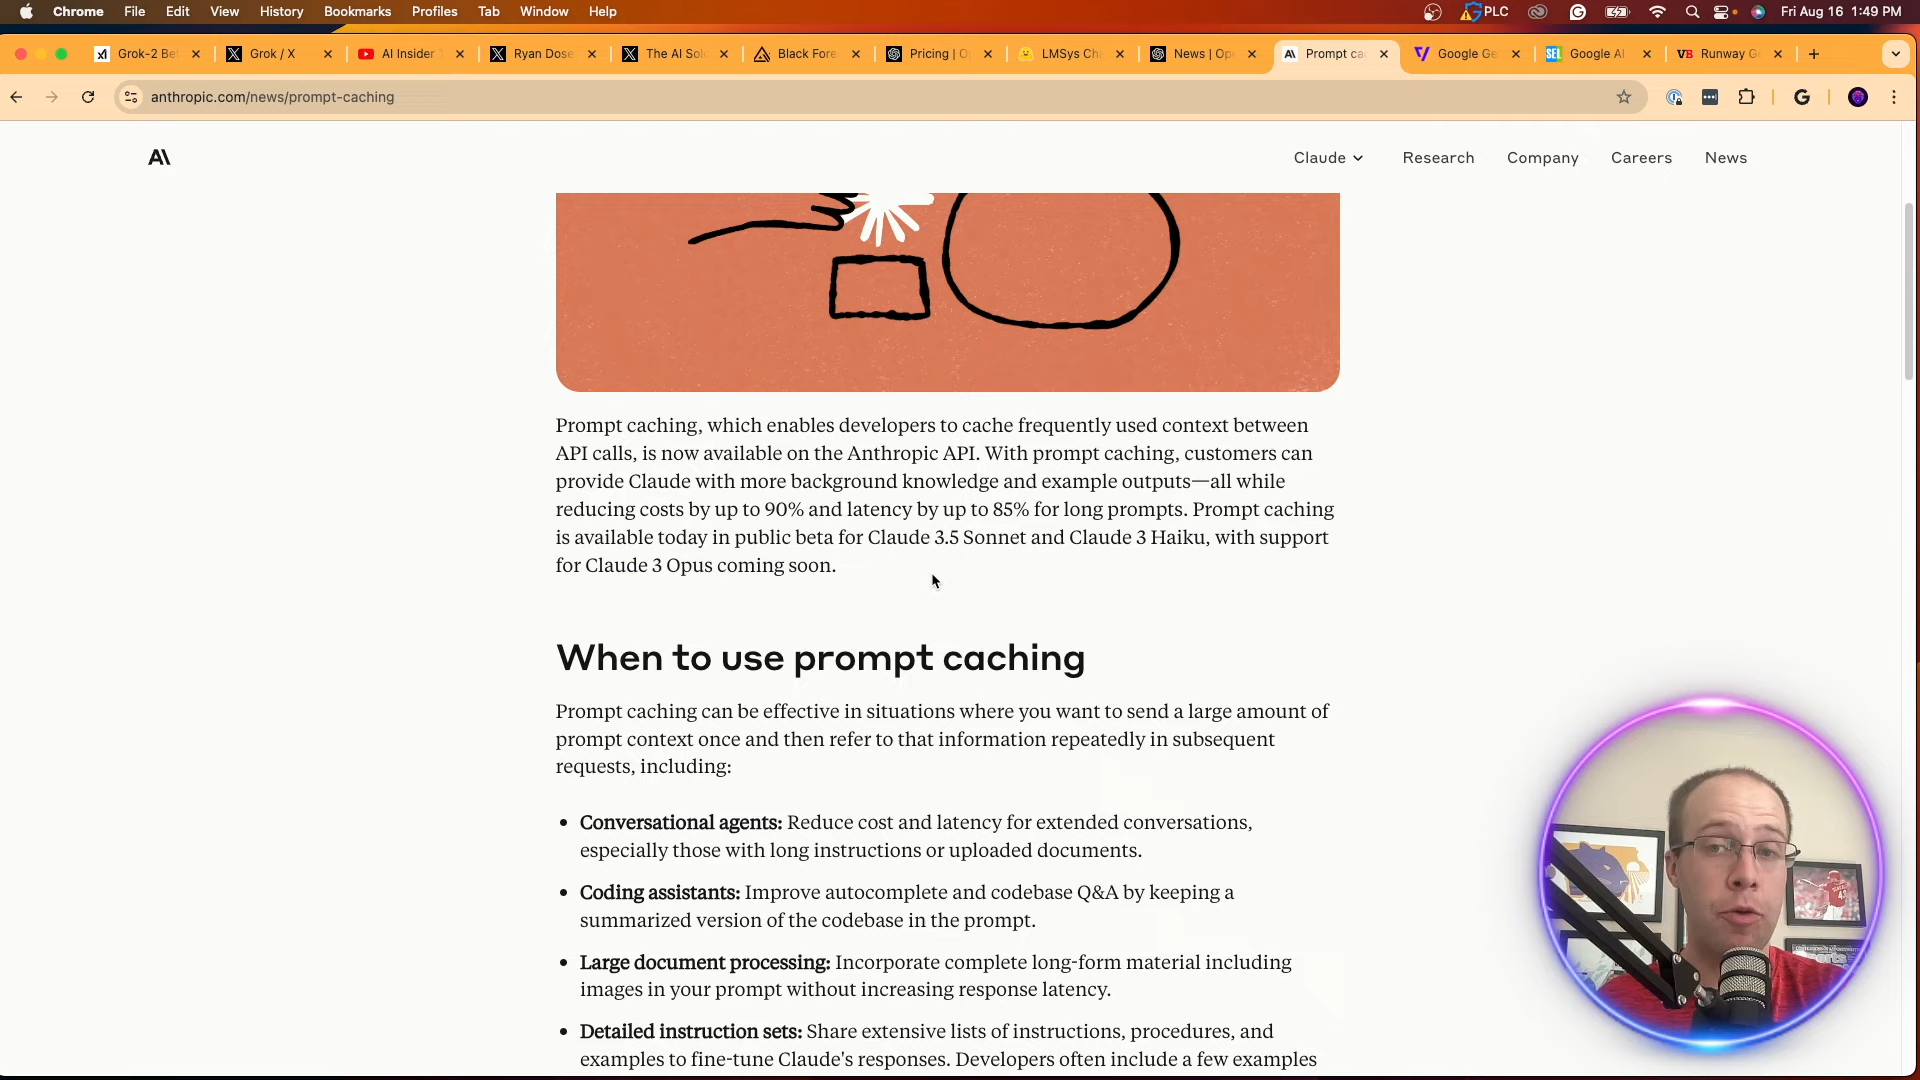 Chrome File Edit View History Bookmarks Profiles Tab Window Help PLC Fri Aug 16 1:49 PM
Grok-2 Bet Grok / X AI Insider T Ryan Dose The AI Solo Black Fore Pricing | O LMSys Ch News | Ope Prompt ca Google Ge SEL Google AI VB Runway G
anthropic.com/news/prompt-caching
Claude Research Company Careers News
Prompt caching, which enables developers to cache frequently used context between
API calls, is now available on the Anthropic API. With prompt caching, customers can
provide Claude with more background knowledge and example outputs—all while
reducing costs by up to 90% and latency by up to 85% for long prompts. Prompt caching
is available today in public beta for Claude 3.5 Sonnet and Claude 3 Haiku, with support
for Claude 3 Opus coming soon.
When to use prompt caching
Prompt caching can be effective in situations where you want to send a large amount of
prompt context once and then refer to that information repeatedly in subsequent
requests, including:
• Conversational agents: Reduce cost and latency for extended conversations,
especially those with long instructions or uploaded documents.
• Coding assistants: Improve autocomplete and codebase Q&A by keeping a
summarized version of the codebase in the prompt.
• Large document processing: Incorporate complete long-form material including
images in your prompt without increasing response latency.
• Detailed instruction sets: Share extensive lists of instructions, procedures, and
examples to fine-tune Claude's responses. Developers often include a few examples